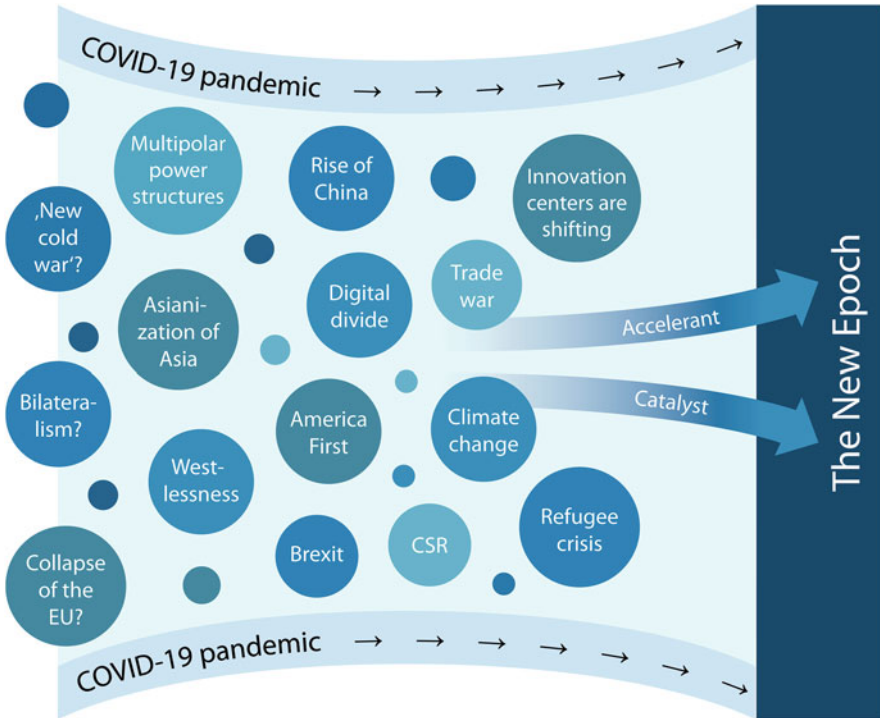 COVID-19 pandemic → → → → → → →
Multipolar
power
structures
Rise of
China
Innovation
centers are
shifting
‚New
cold
war‘?
Asiani-
zation of
Asia
Digital
divide
Trade
war
Accelerant
Bilatera-
lism?
West-
lessness
America
First
Climate
change
Catalyst
Collapse
of the
EU?
Brexit
CSR
Refugee
crisis
COVID-19 pandemic → → → → → → →
The New Epoch